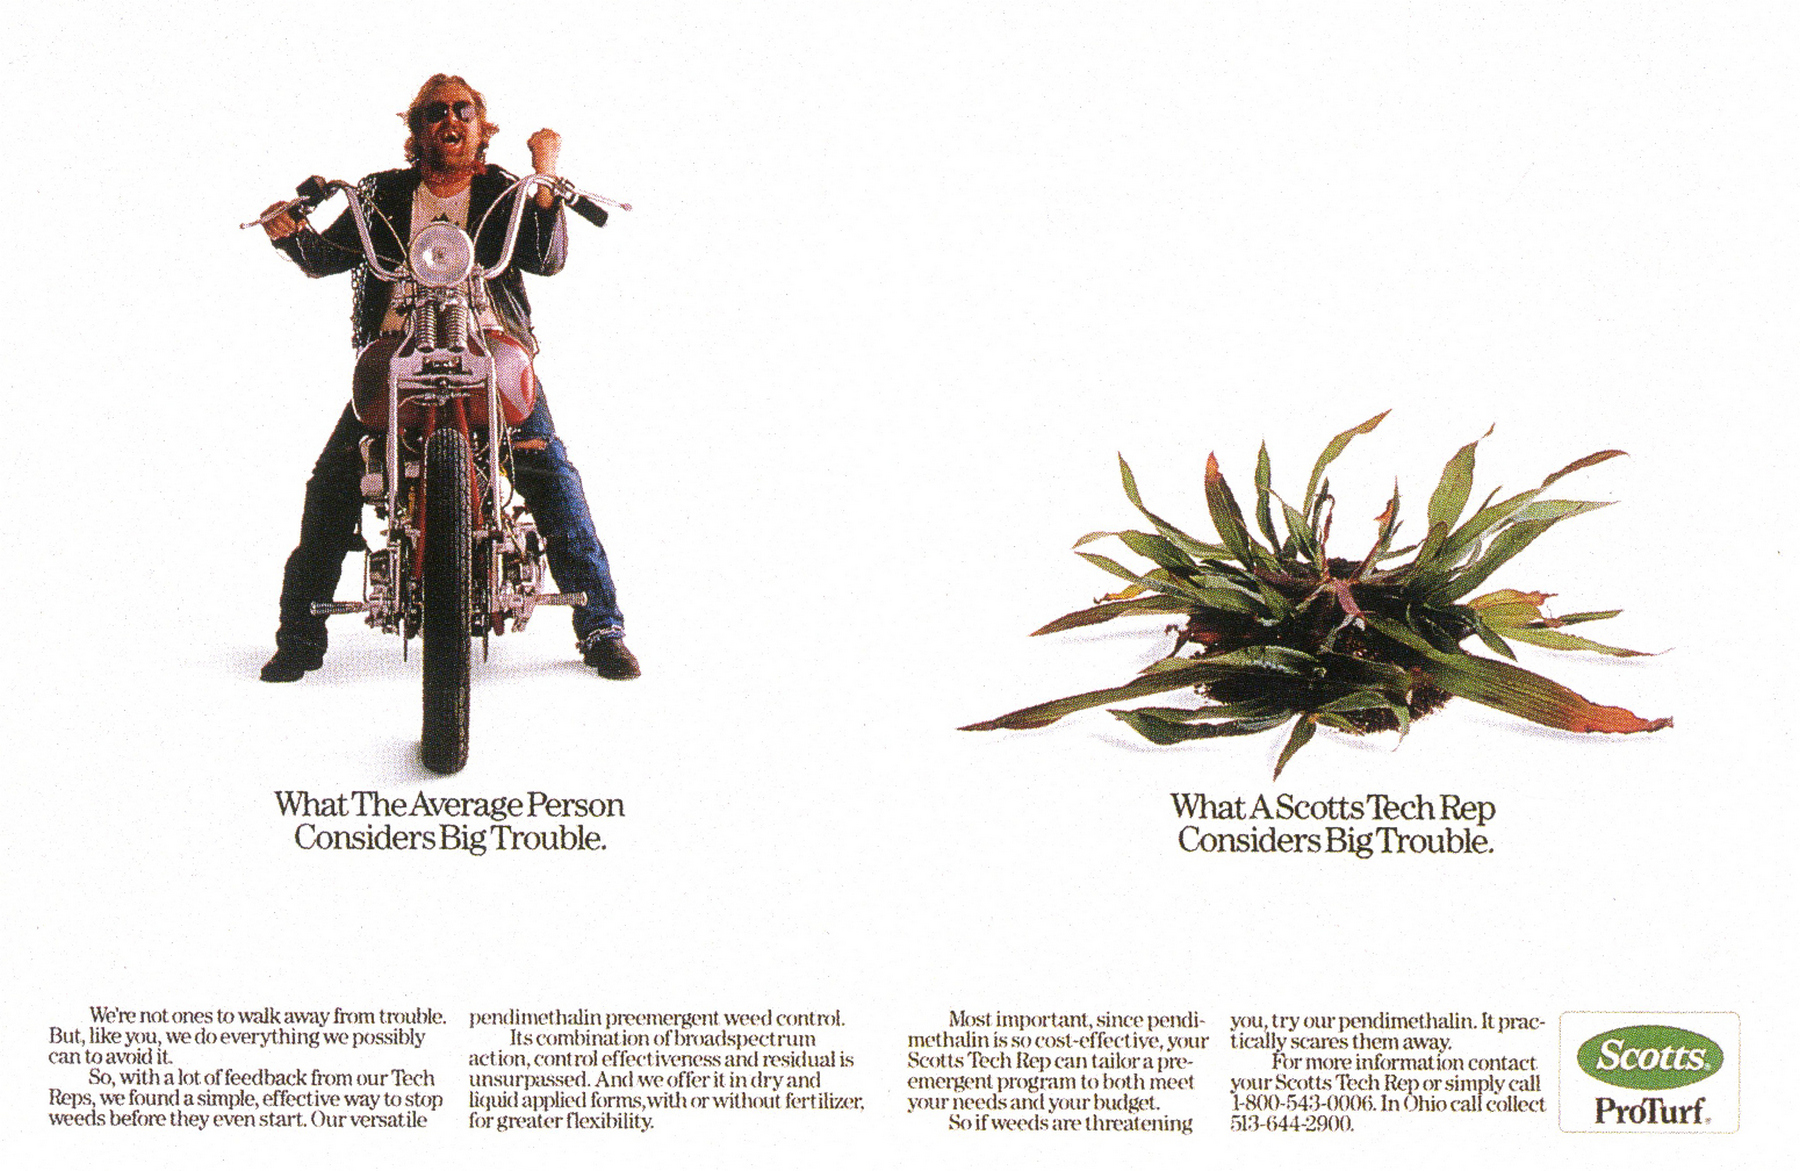 What The Average Person
Considers Big Trouble.
What A Scotts Tech Rep
Considers Big Trouble.
We're not ones to walk away from trouble.
But, like you, we do everything we possibly
can to avoid it.
So, with a lot of feedback from our Tech
Reps, we found a simple, effective way to stop
weeds before they even start. Our versatile
pendimethalin preemergent weed control.
Its combination of broadspectrum
action, control effectiveness and residual is
unsurpassed. And we offer it in dry and
liquid applied forms, with or without fertilizer,
for greater flexibility.
Most important, since pendi-
methalin is so cost-effective, your
Scotts Tech Rep can tailor a pre-
emergent program to both meet
your needs and your budget.
So if weeds are threatening
you, try our pendimethalin. It prac-
tically scares them away.
For more information contact
your Scotts Tech Rep or simply call
1-800-543-0006. In Ohio call collect
513-644-2900.
Scotts®
ProTurf®